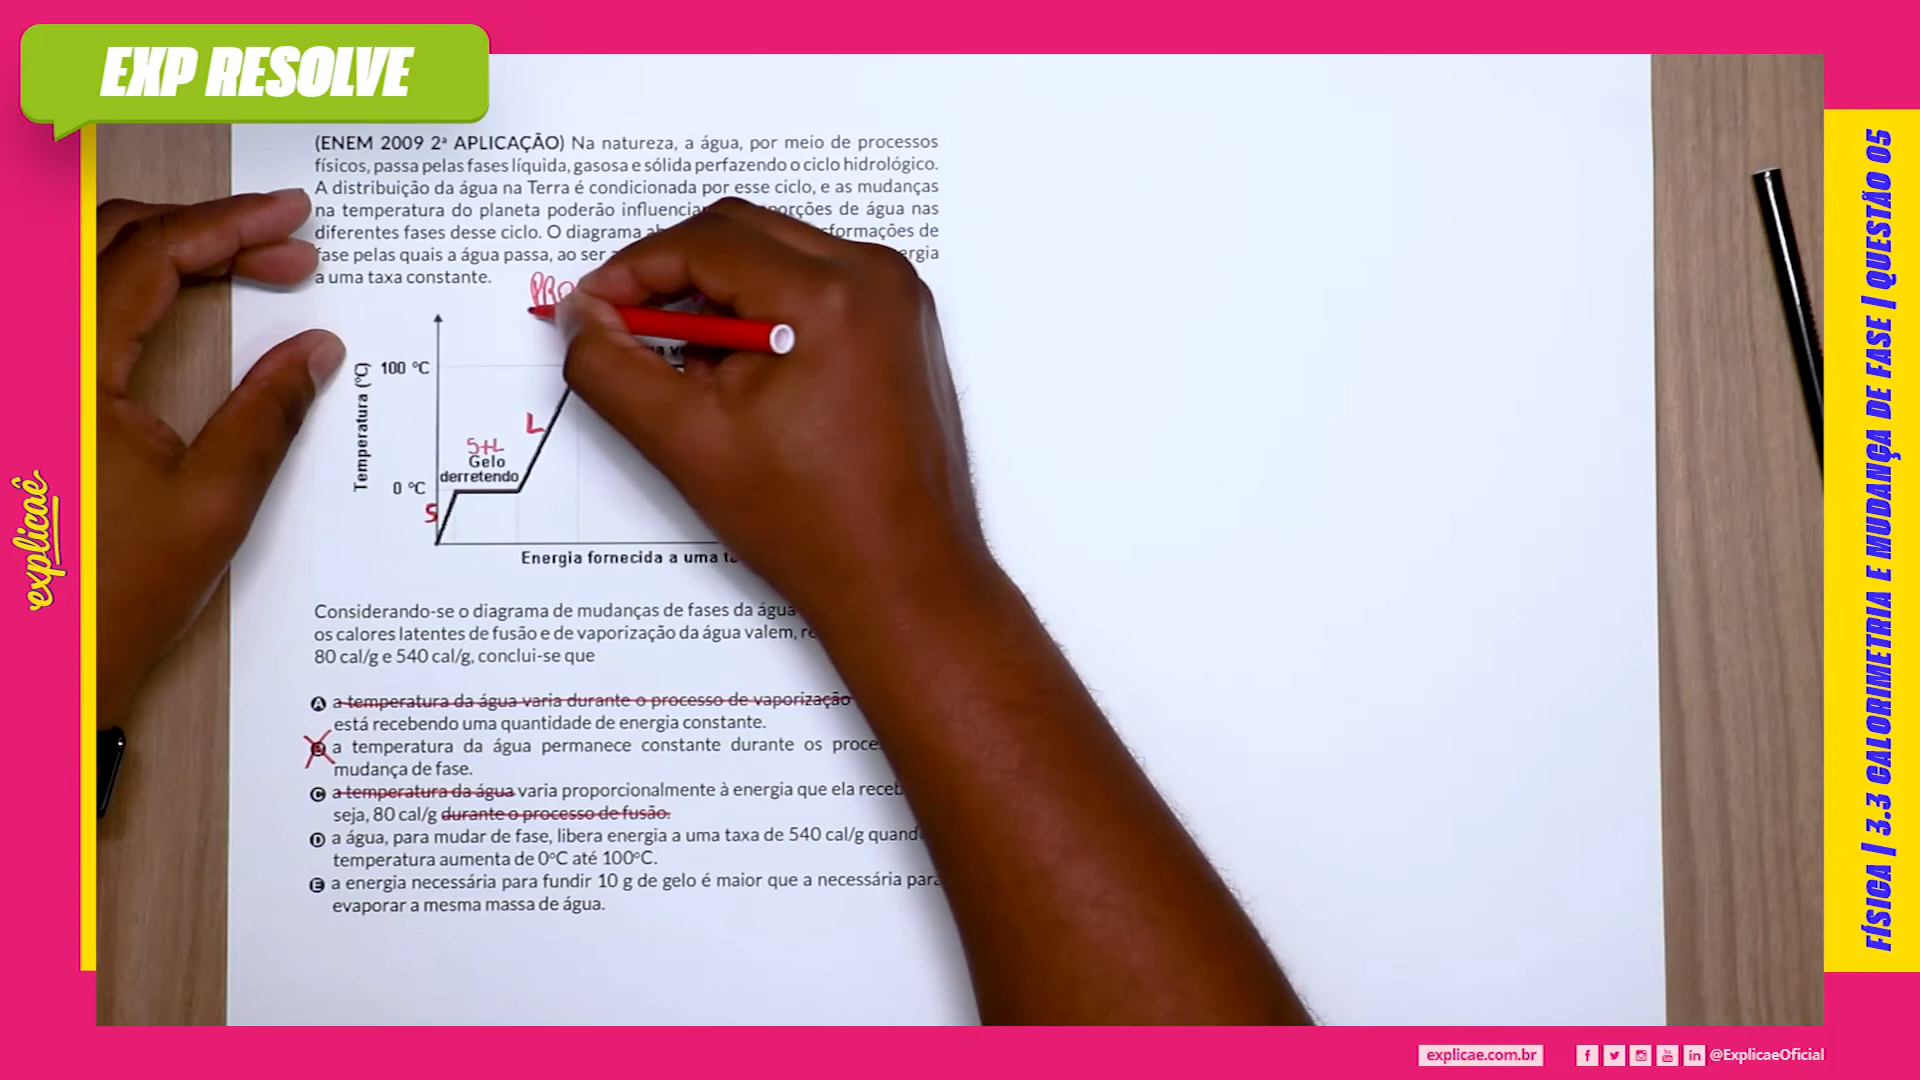 EXP RESOLVE
(ENEM 2009 2ª APLICAÇÃO) Na natureza, a água, por meio de processos
físicos, passa pelas fases líquida, gasosa e sólida perfazendo o ciclo hidrológico.
A distribuição da água na Terra é condicionada por esse ciclo, e as mudanças
na temperatura do planeta poderão influenciar de água nas
diferentes fases desse ciclo. O diagrama de
fase pelas quais a água passa, ao ser
a uma taxa constante.
Temperatura (°C)
100 °C
L
S+L
Gelo
derretendo
0 °C
S
Energia fornecida a uma
Considerando-se o diagrama de mudanças de fases da água
os calores latentes de fusão e de vaporização da água valem,
80 cal/g e 540 cal/g, conclui-se que
A a temperatura da água varia durante o processo de vaporização
está recebendo uma quantidade de energia constante.
B a temperatura da água permanece constante durante os
mudança de fase.
C a temperatura da água varia proporcionalmente à energia que ela
seja, 80 cal/g durante o processo de fusão.
D a água, para mudar de fase, libera energia a uma taxa de 540 cal/g
temperatura aumenta de 0°C até 100°C.
E a energia necessária para fundir 10 g de gelo é maior que a necessária para
evaporar a mesma massa de água.
explicaê
FÍSICA | 3.3 CALORIMETRIA E MUDANÇA DE FASE | QUESTÃO 05
explicae.com.br
@ExplicaeOficial